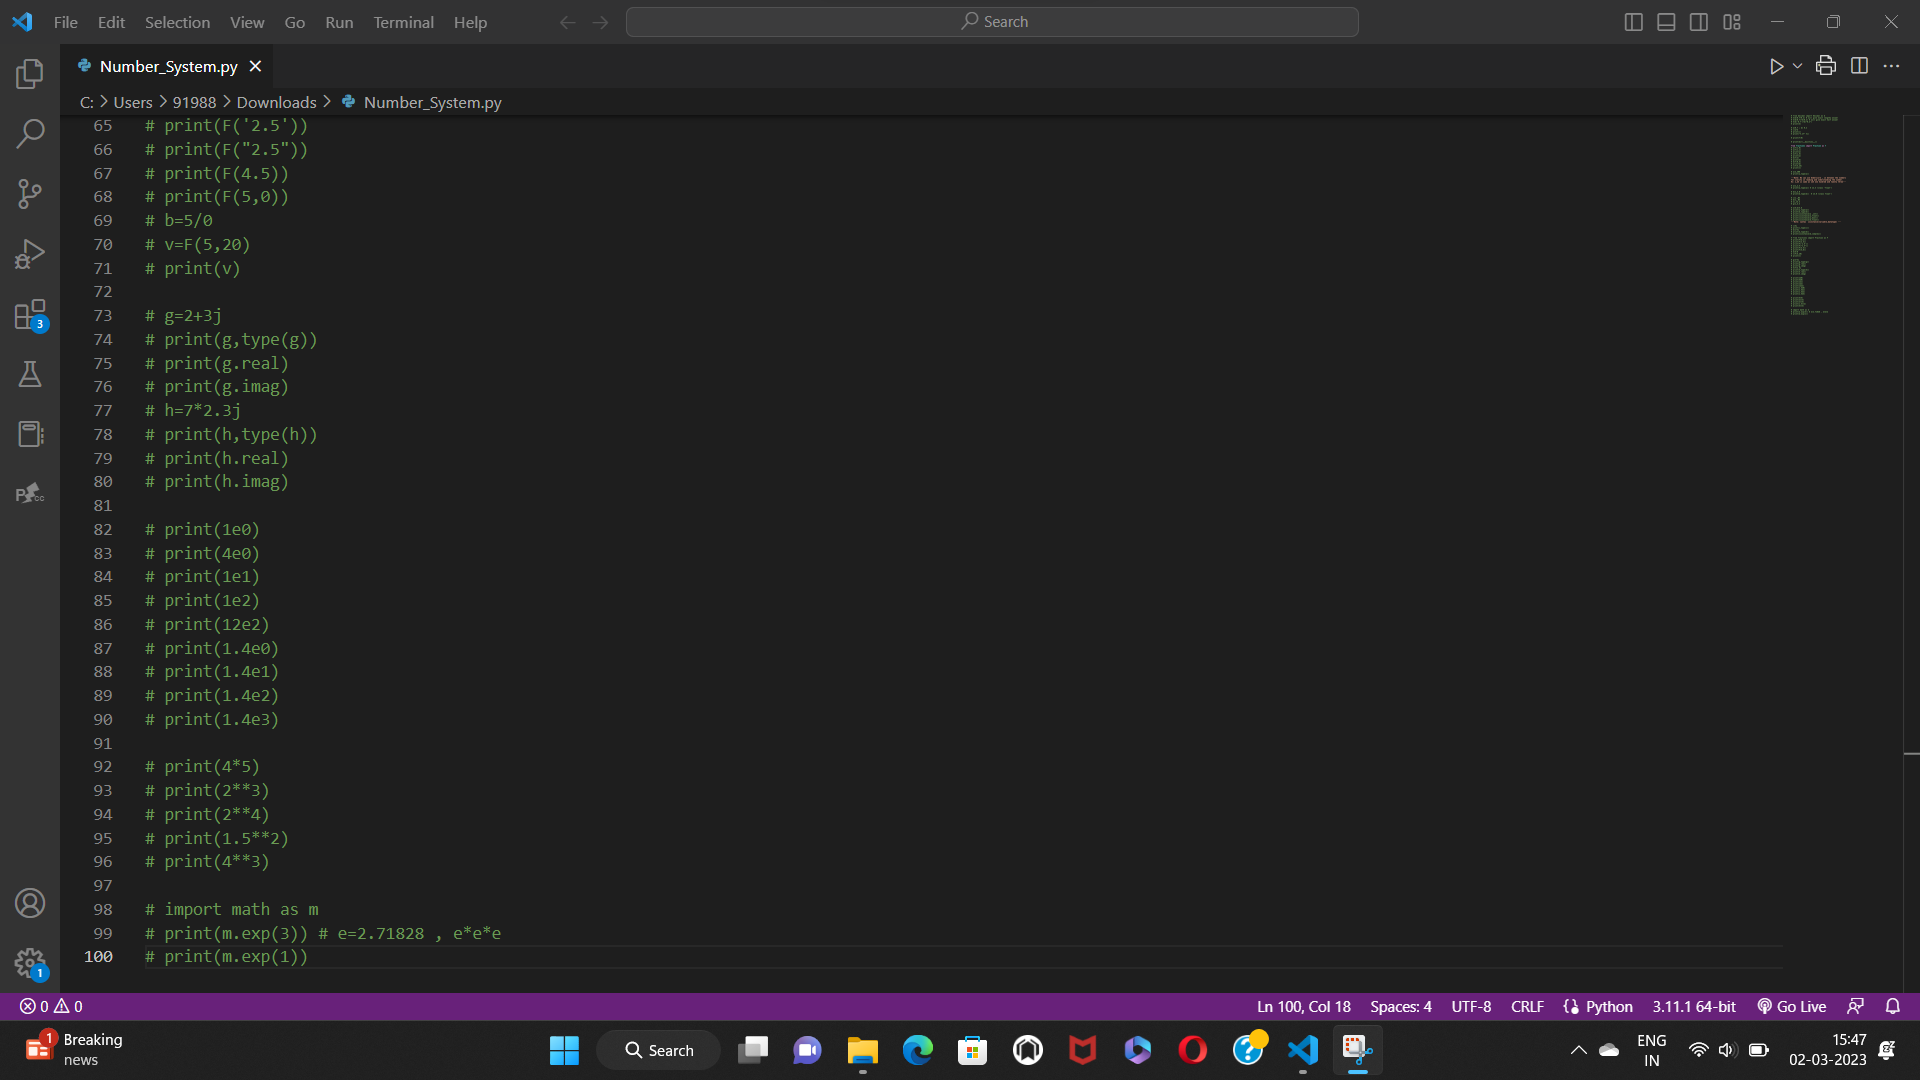 File Edit Selection View Go Run Terminal Help
Search
Number_System.py
C: > Users > 91988 > Downloads > Number_System.py
65 # print(F('2.5'))
66 # print(F("2.5"))
67 # print(F(4.5))
68 # print(F(5,0))
69 # b=5/0
70 # v=F(5,20)
71 # print(v)
72
73 # g=2+3j
74 # print(g,type(g))
75 # print(g.real)
76 # print(g.imag)
77 # h=7*2.3j
78 # print(h,type(h))
79 # print(h.real)
80 # print(h.imag)
81
82 # print(1e0)
83 # print(4e0)
84 # print(1e1)
85 # print(1e2)
86 # print(12e2)
87 # print(1.4e0)
88 # print(1.4e1)
89 # print(1.4e2)
90 # print(1.4e3)
91
92 # print(4*5)
93 # print(2**3)
94 # print(2**4)
95 # print(1.5**2)
96 # print(4**3)
97
98 # import math as m
99 # print(m.exp(3)) # e=2.71828 , e*e*e
100 # print(m.exp(1))
3
1
0 0
Ln 100, Col 18 Spaces: 4 UTF-8 CRLF Python 3.11.1 64-bit Go Live
1
Breaking
news
Search
ENG
IN
15:47
02-03-2023